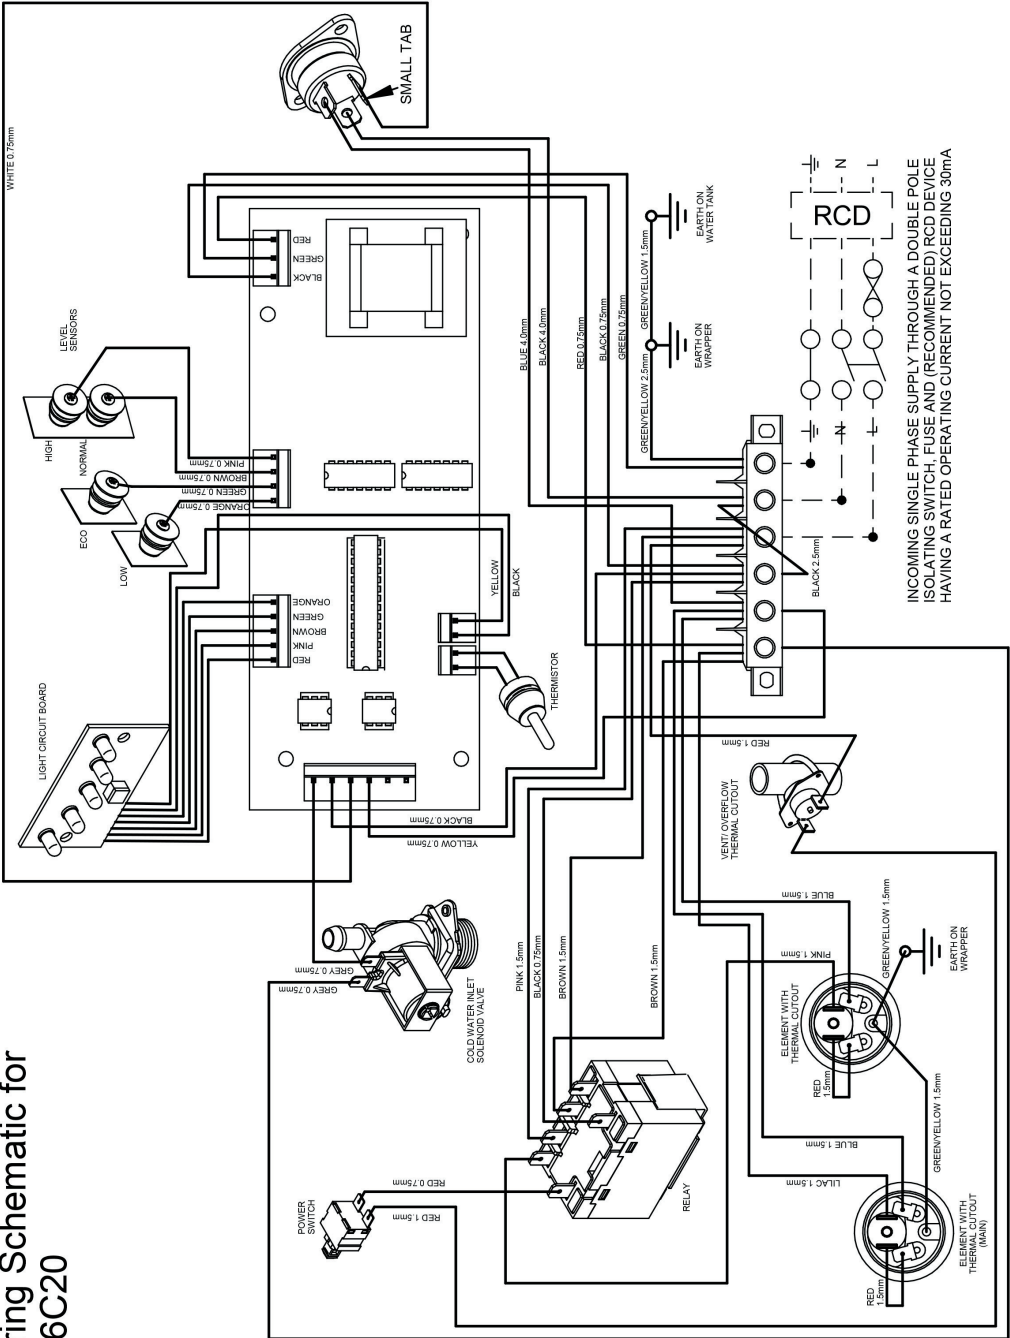 ring Schematic for
6C20
WHITE 0.75mm
SMALL TAB
LEVEL
SENSORS
HIGH
NORMAL
ECO
LOW
RED
GREEN
BLACK
PINK 0.75mm
BROWN 0.75mm
GREEN 0.75mm
ORANGE 0.75mm
ORANGE
GREEN
BROWN
PINK
RED
LIGHT CIRCUIT BOARD
YELLOW
BLACK
THERMISTOR
BLACK 0.75mm
YELLOW 0.75mm
BLUE 4.0mm
BLACK 4.0mm
RED 0.75mm
BLACK 0.75mm
GREEN 0.75mm
GREEN/YELLOW 1.5mm
GREEN/YELLOW 2.5mm
EARTH ON
WATER TANK
EARTH ON
WRAPPER
RCD
N
L
N
L
BLACK 2.5mm
INCOMING SINGLE PHASE SUPPLY THROUGH A DOUBLE POLE
ISOLATING SWITCH, FUSE AND (RECOMMENDED) RCD DEVICE
HAVING A RATED OPERATING CURRENT NOT EXCEEDING 30mA
RED 1.5mm
VENT/ OVERFLOW
THERMAL CUTOUT
GREY 0.75mm
GREY 0.75mm
COLD WATER INLET
SOLENOID VALVE
PINK 1.5mm
BLACK 0.75mm
BROWN 1.5mm
BROWN 1.5mm
BLUE 1.5mm
PINK 1.5mm
GREEN/YELLOW 1.5mm
EARTH ON
WRAPPER
ELEMENT WITH
THERMAL CUTOUT
RED
1.5mm
POWER
SWITCH
RED 0.75mm
RED 1.5mm
RELAY
BLUE 1.5mm
LILAC 1.5mm
GREEN/YELLOW 1.5mm
RED
1.5mm
ELEMENT WITH
THERMAL CUTOUT
(MAIN)